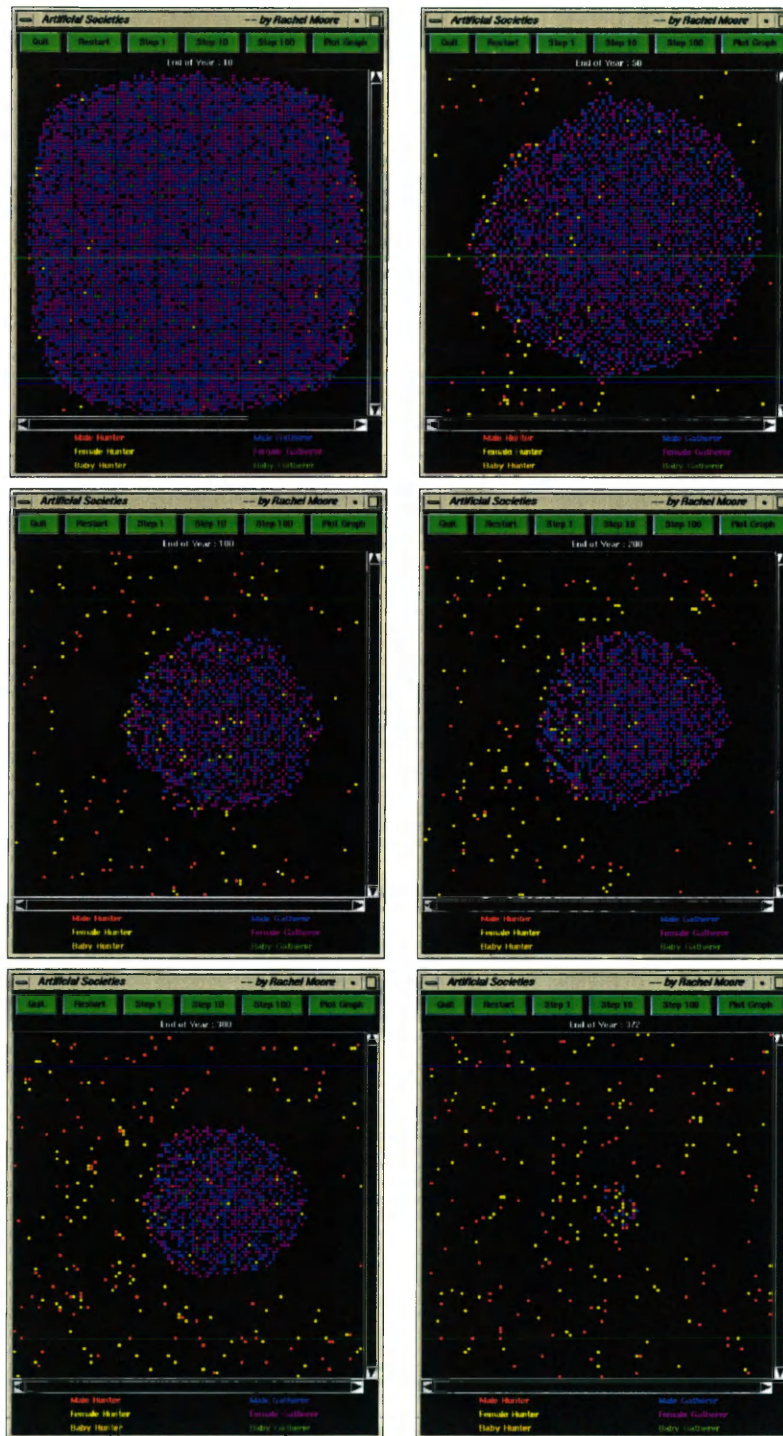 Artificial Societies -- by Rachel Moore
Quit Restart Step 1 Step 10 Step 100 Plot Graph
End of Year : 10
Male Hunter Male Gatherer
Female Hunter Female Gatherer
Baby Hunter Baby Gatherer
Artificial Societies -- by Rachel Moore
Quit Restart Step 1 Step 10 Step 100 Plot Graph
End of Year : 50
Male Hunter Male Gatherer
Female Hunter Female Gatherer
Baby Hunter Baby Gatherer
Artificial Societies -- by Rachel Moore
Quit Restart Step 1 Step 10 Step 100 Plot Graph
End of Year : 100
Male Hunter Male Gatherer
Female Hunter Female Gatherer
Baby Hunter Baby Gatherer
Artificial Societies -- by Rachel Moore
Quit Restart Step 1 Step 10 Step 100 Plot Graph
End of Year : 200
Male Hunter Male Gatherer
Female Hunter Female Gatherer
Baby Hunter Baby Gatherer
Artificial Societies -- by Rachel Moore
Quit Restart Step 1 Step 10 Step 100 Plot Graph
End of Year : 300
Male Hunter Male Gatherer
Female Hunter Female Gatherer
Baby Hunter Baby Gatherer
Artificial Societies -- by Rachel Moore
Quit Restart Step 1 Step 10 Step 100 Plot Graph
End of Year : 372
Male Hunter Male Gatherer
Female Hunter Female Gatherer
Baby Hunter Baby Gatherer